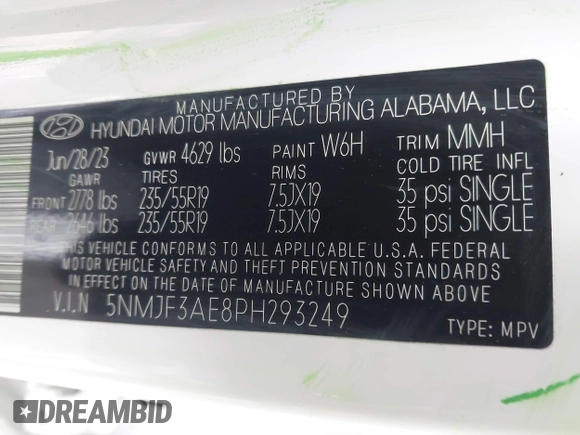 MANUFACTURED BY
HYUNDAI MOTOR MANUFACTURING ALABAMA, LLC
Jun/28/23 GVWR 4629 lbs PAINT W6H TRIM MMH
GAWR TIRES RIMS COLD TIRE INFL
FRONT 2778 lbs 235/55R19 7.5JX19 35 psi SINGLE
REAR 2646 lbs 235/55R19 7.5JX19 35 psi SINGLE
THIS VEHICLE CONFORMS TO ALL APPLICABLE U.S.A. FEDERAL
MOTOR VEHICLE SAFETY AND THEFT PREVENTION STANDARDS
IN EFFECT ON THE DATE OF MANUFACTURE SHOWN ABOVE.
V.I.N 5NMJF3AE8PH293249 TYPE: MPV
DREAMBID